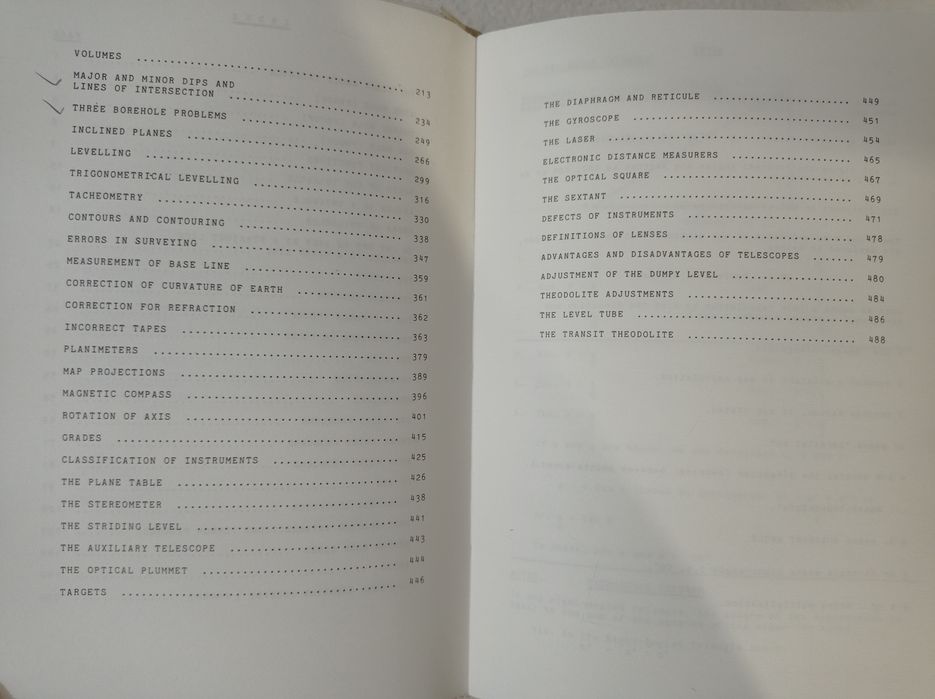 VOLUMES ........................................ 213
MAJOR AND MINOR DIPS AND
LINES OF INTERSECTION ......................... 234
THREE BOREHOLE PROBLEMS ....................... 249
INCLINED PLANES ............................... 266
LEVELLING ..................................... 299
TRIGONOMETRICAL LEVELLING ..................... 316
TACHEOMETRY ................................... 330
CONTOURS AND CONTOURING ....................... 338
ERRORS IN SURVEYING ........................... 347
MEASUREMENT OF BASE LINE ...................... 359
CORRECTION OF CURVATURE OF EARTH .............. 361
CORRECTION FOR REFRACTION ..................... 362
INCORRECT TAPES ............................... 363
PLANIMETERS ................................... 379
MAP PROJECTIONS ............................... 389
MAGNETIC COMPASS .............................. 396
ROTATION OF AXIS .............................. 401
GRADES ........................................ 415
CLASSIFICATION OF INSTRUMENTS ................. 425
THE PLANE TABLE ............................... 426
THE STEREOMETER ............................... 438
THE STRIDING LEVEL ............................ 441
THE AUXILIARY TELESCOPE ....................... 443
THE OPTICAL PLUMMET ........................... 444
TARGETS ....................................... 446
THE DIAPHRAGM AND RETICULE .................... 449
THE GYROSCOPE ................................. 451
THE LASER ..................................... 454
ELECTRONIC DISTANCE MEASURERS ................. 465
THE OPTICAL SQUARE ............................ 467
THE SEXTANT ................................... 469
DEFECTS OF INSTRUMENTS ........................ 471
DEFINITIONS OF LENSES ......................... 478
ADVANTAGES AND DISADVANTAGES OF TELESCOPES ....... 479
ADJUSTMENT OF THE DUMPY LEVEL ................. 480
THEODOLITE ADJUSTMENTS ........................ 484
THE LEVEL TUBE ................................ 486
THE TRANSIT THEODOLITE ........................ 488